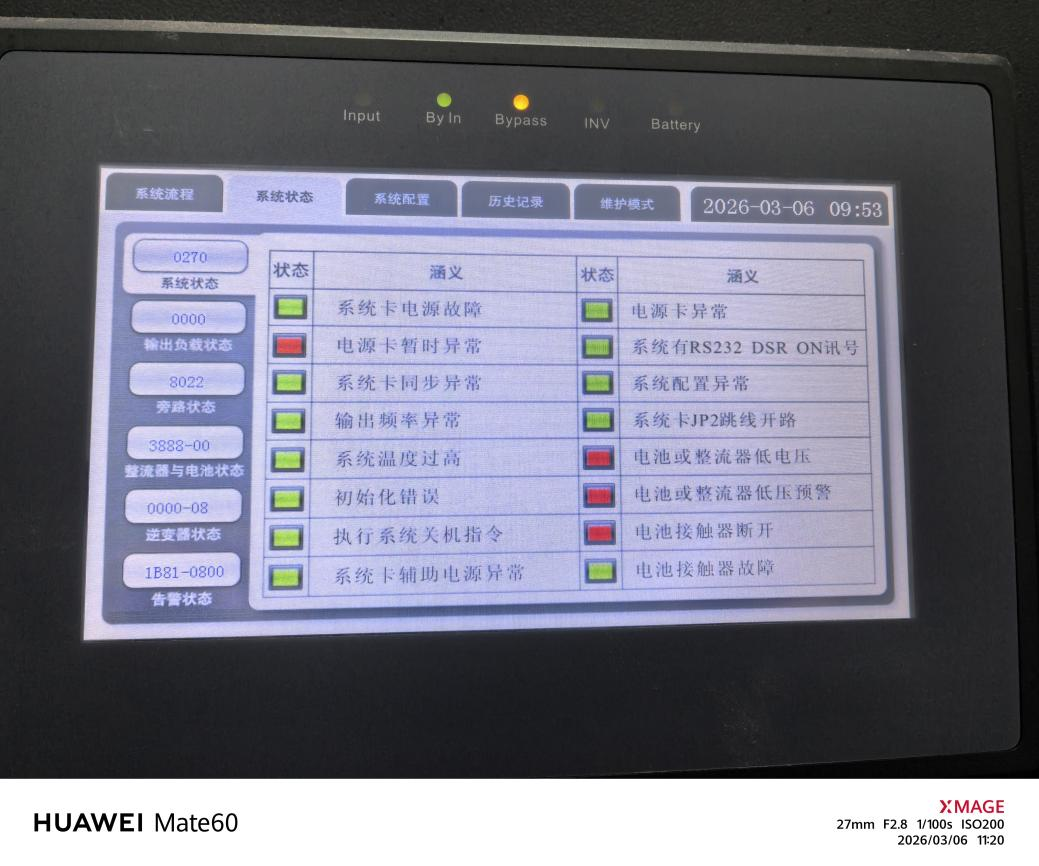 Input By In Bypass INV Battery
系统流程 系统状态 系统配置 历史记录 维护模式 2026-03-06 09:53
0270
系统状态
0000
输出负载状态
8022
旁路状态
3888-00
整流器与电池状态
0000-08
逆变器状态
1B81-0800
告警状态
状态 涵义 状态 涵义
系统卡电源故障 电源卡异常
电源卡暂时异常 系统有RS232 DSR ON讯号
系统卡同步异常 系统配置异常
输出频率异常 系统卡JP2跳线开路
系统温度过高 电池或整流器低电压
初始化错误 电池或整流器低压预警
执行系统关机指令 电池接触器断开
系统卡辅助电源异常 电池接触器故障
HUAWEI Mate60
XMAGE
27mm F2.8 1/100s ISO200
2026/03/06 11:20